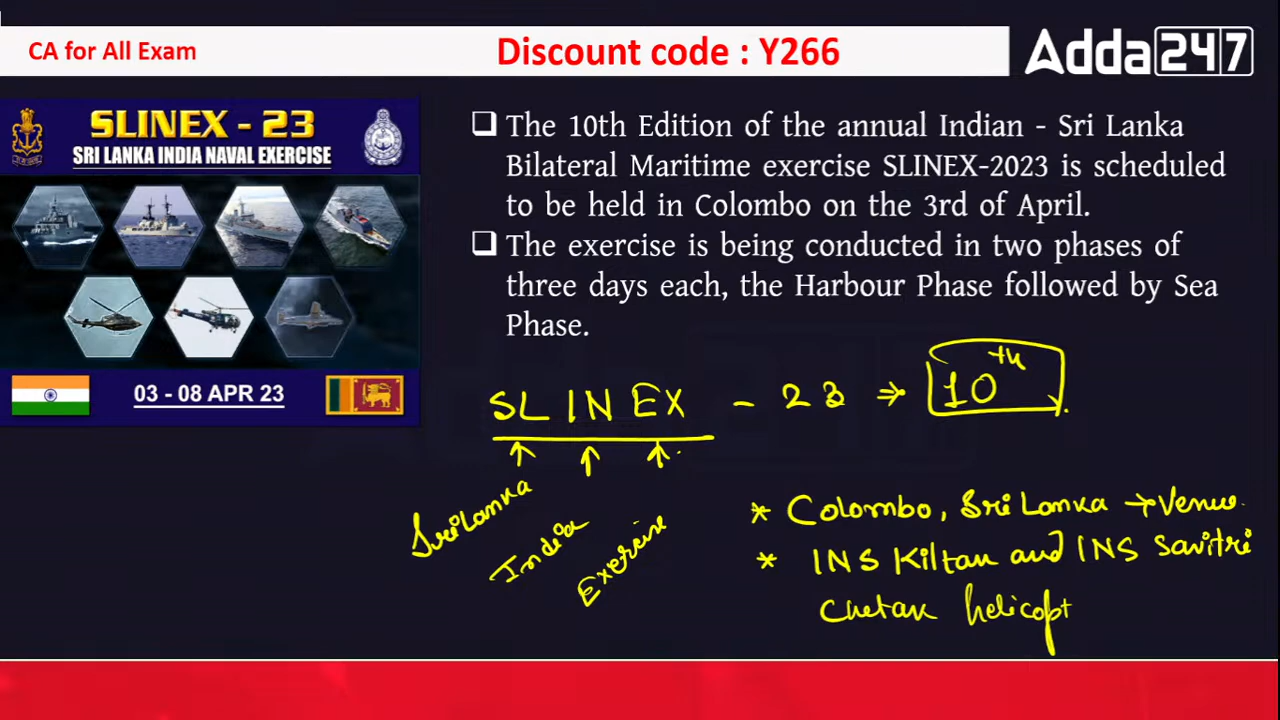 CA for All Exam
Discount code : Y266
Adda247
SLINEX - 23
SRI LANKA INDIA NAVAL EXERCISE
03 - 08 APR 23
The 10th Edition of the annual Indian - Sri Lanka
Bilateral Maritime exercise SLINEX-2023 is scheduled
to be held in Colombo on the 3rd of April.
The exercise is being conducted in two phases of
three days each, the Harbour Phase followed by Sea
Phase.
SLINEX - 23 → 10th
Sri Lanka
India
Exercise
* Colombo, Sri Lanka → Venue.
* INS Kiltan and INS Savitri
Chetak helicopt